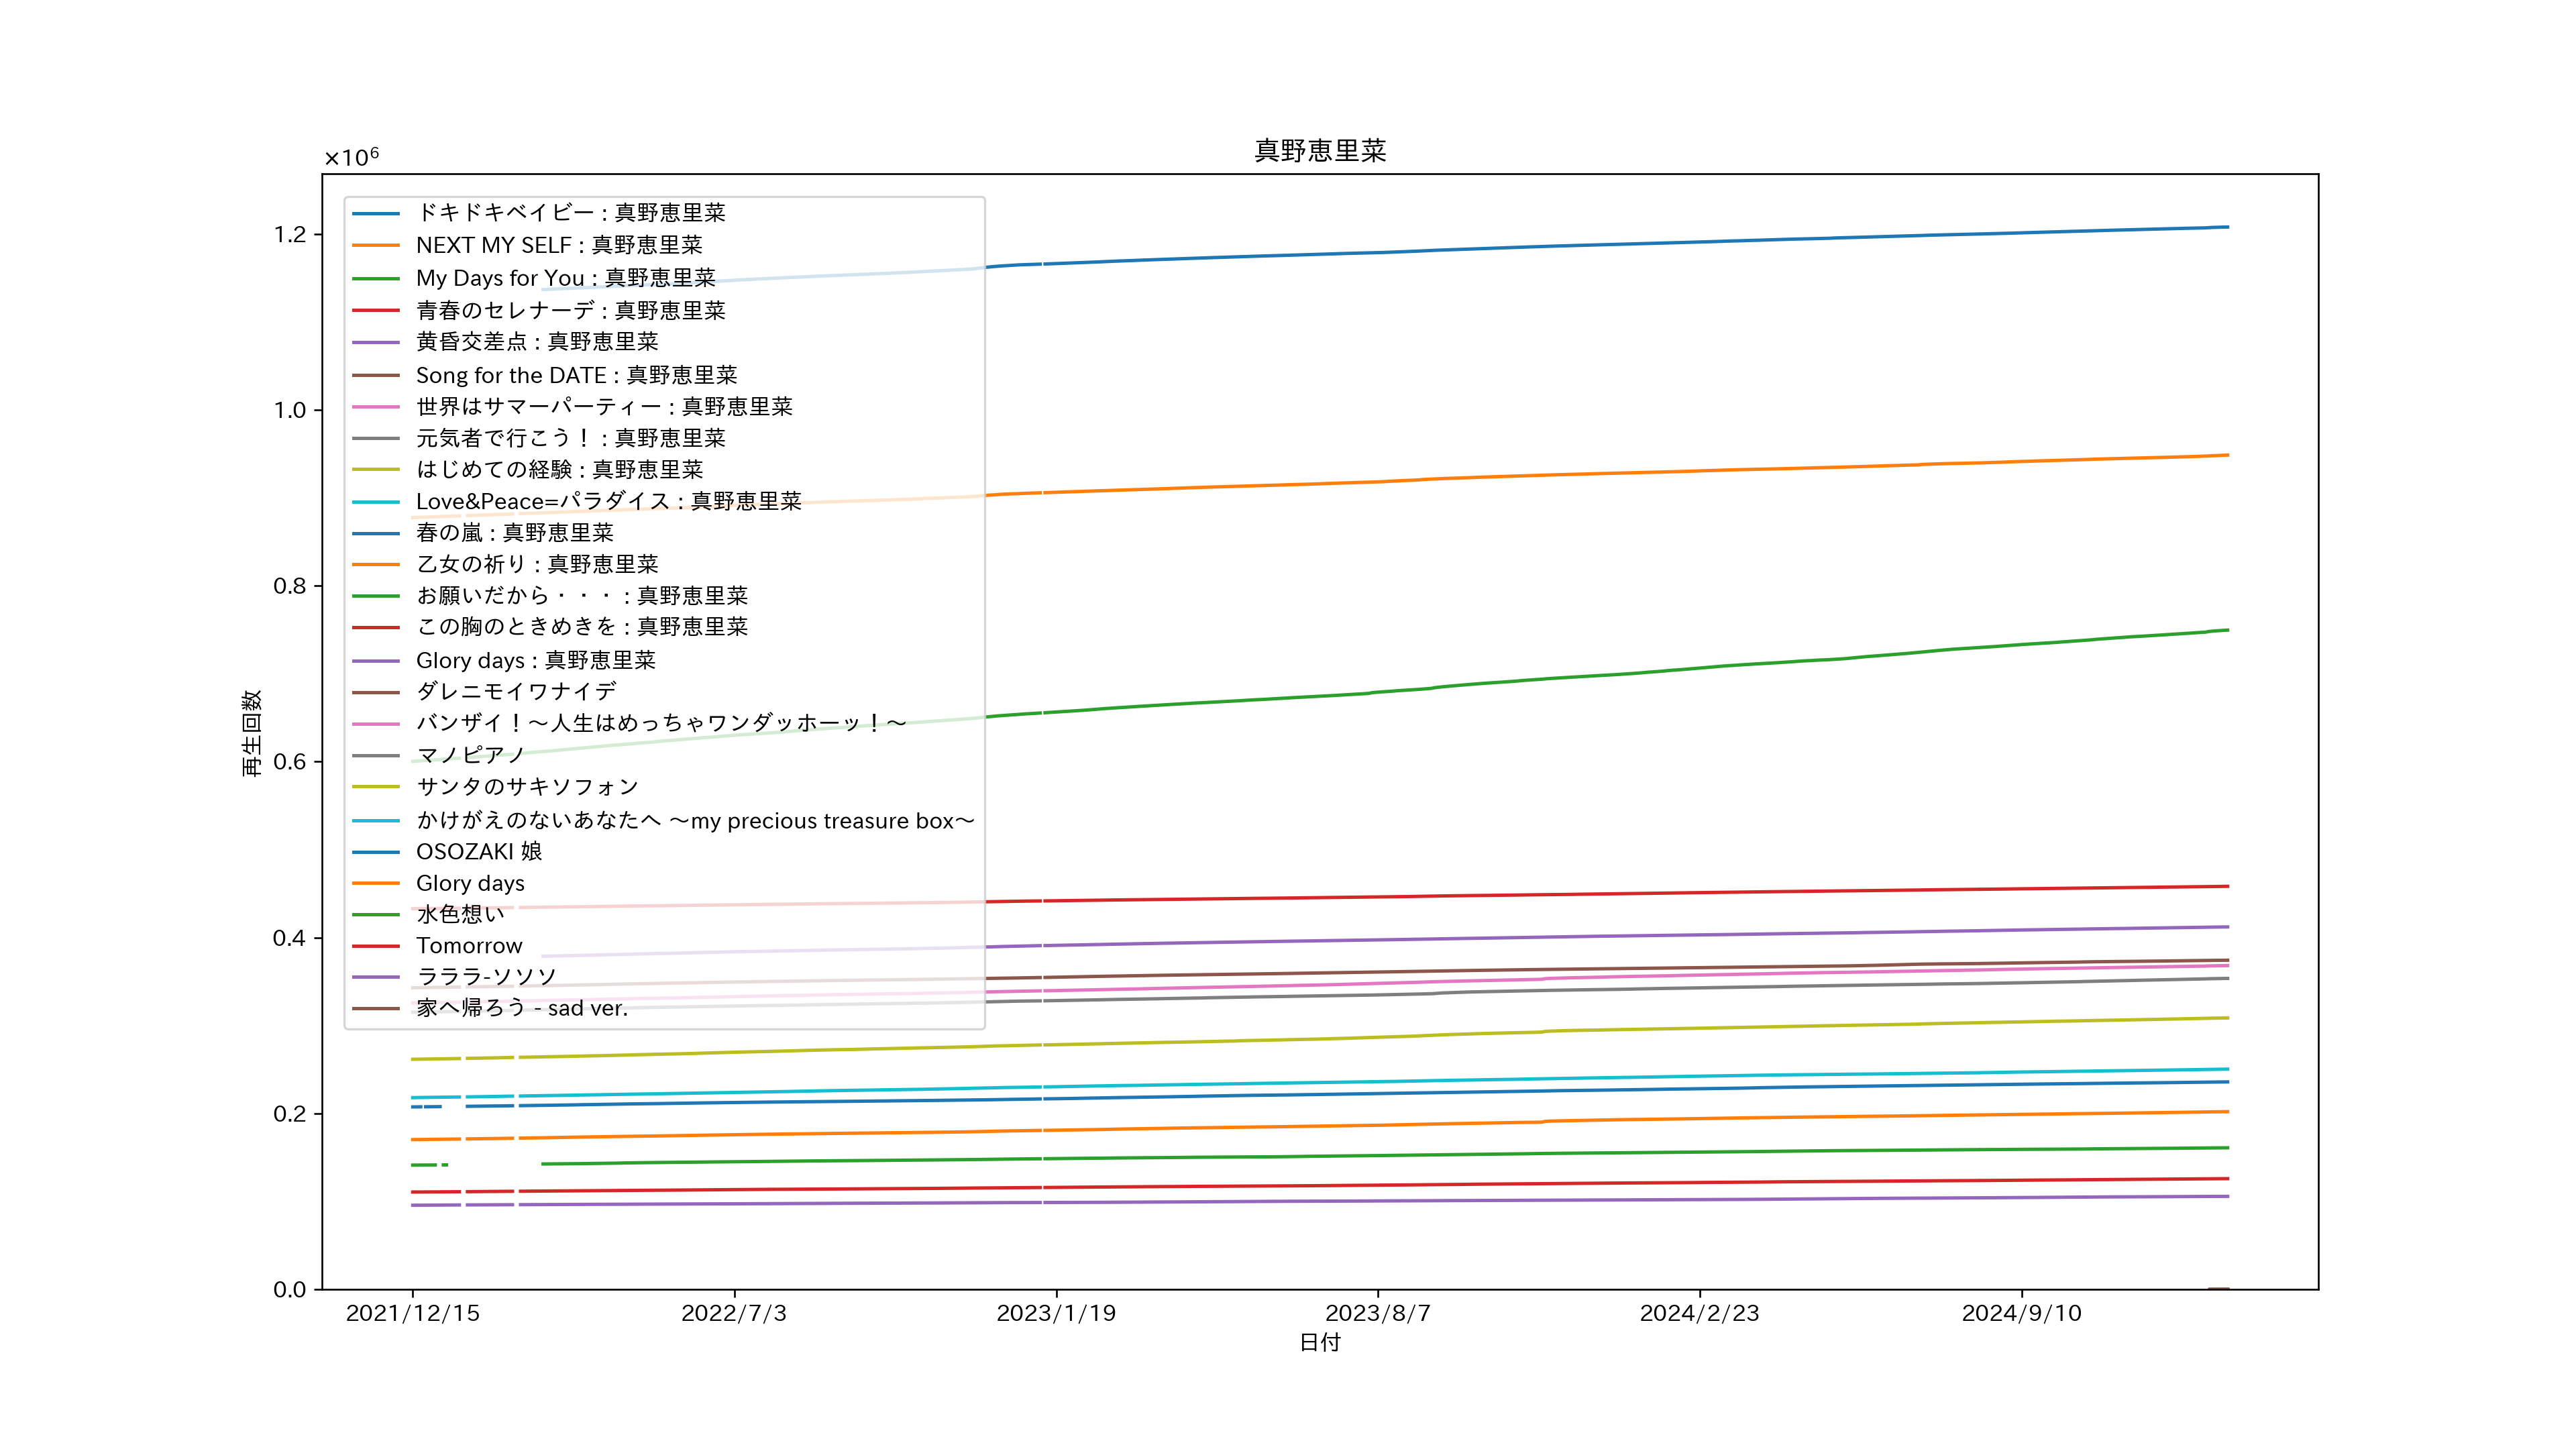 真野恵里菜
×10⁶
1.2
1.0
0.8
0.6
0.4
0.2
0.0
再生回数
ドキドキベイビー : 真野恵里菜
NEXT MY SELF : 真野恵里菜
My Days for You : 真野恵里菜
青春のセレナーデ : 真野恵里菜
黄昏交差点 : 真野恵里菜
Song for the DATE : 真野恵里菜
世界はサマーパーティー : 真野恵里菜
元気者で行こう！ : 真野恵里菜
はじめての経験 : 真野恵里菜
Love&Peace=パラダイス : 真野恵里菜
春の嵐 : 真野恵里菜
乙女の祈り : 真野恵里菜
お願いだから・・・ : 真野恵里菜
この胸のときめきを : 真野恵里菜
Glory days : 真野恵里菜
ダレニモイワナイデ
バンザイ！～人生はめっちゃワンダッホーッ！～
マノピアノ
サンタのサキソフォン
かけがえのないあなたへ ～my precious treasure box～
OSOZAKI 娘
Glory days
水色想い
Tomorrow
ラララ-ソソソ
家へ帰ろう - sad ver.
2021/12/15
2022/7/3
2023/1/19
2023/8/7
2024/2/23
2024/9/10
日付